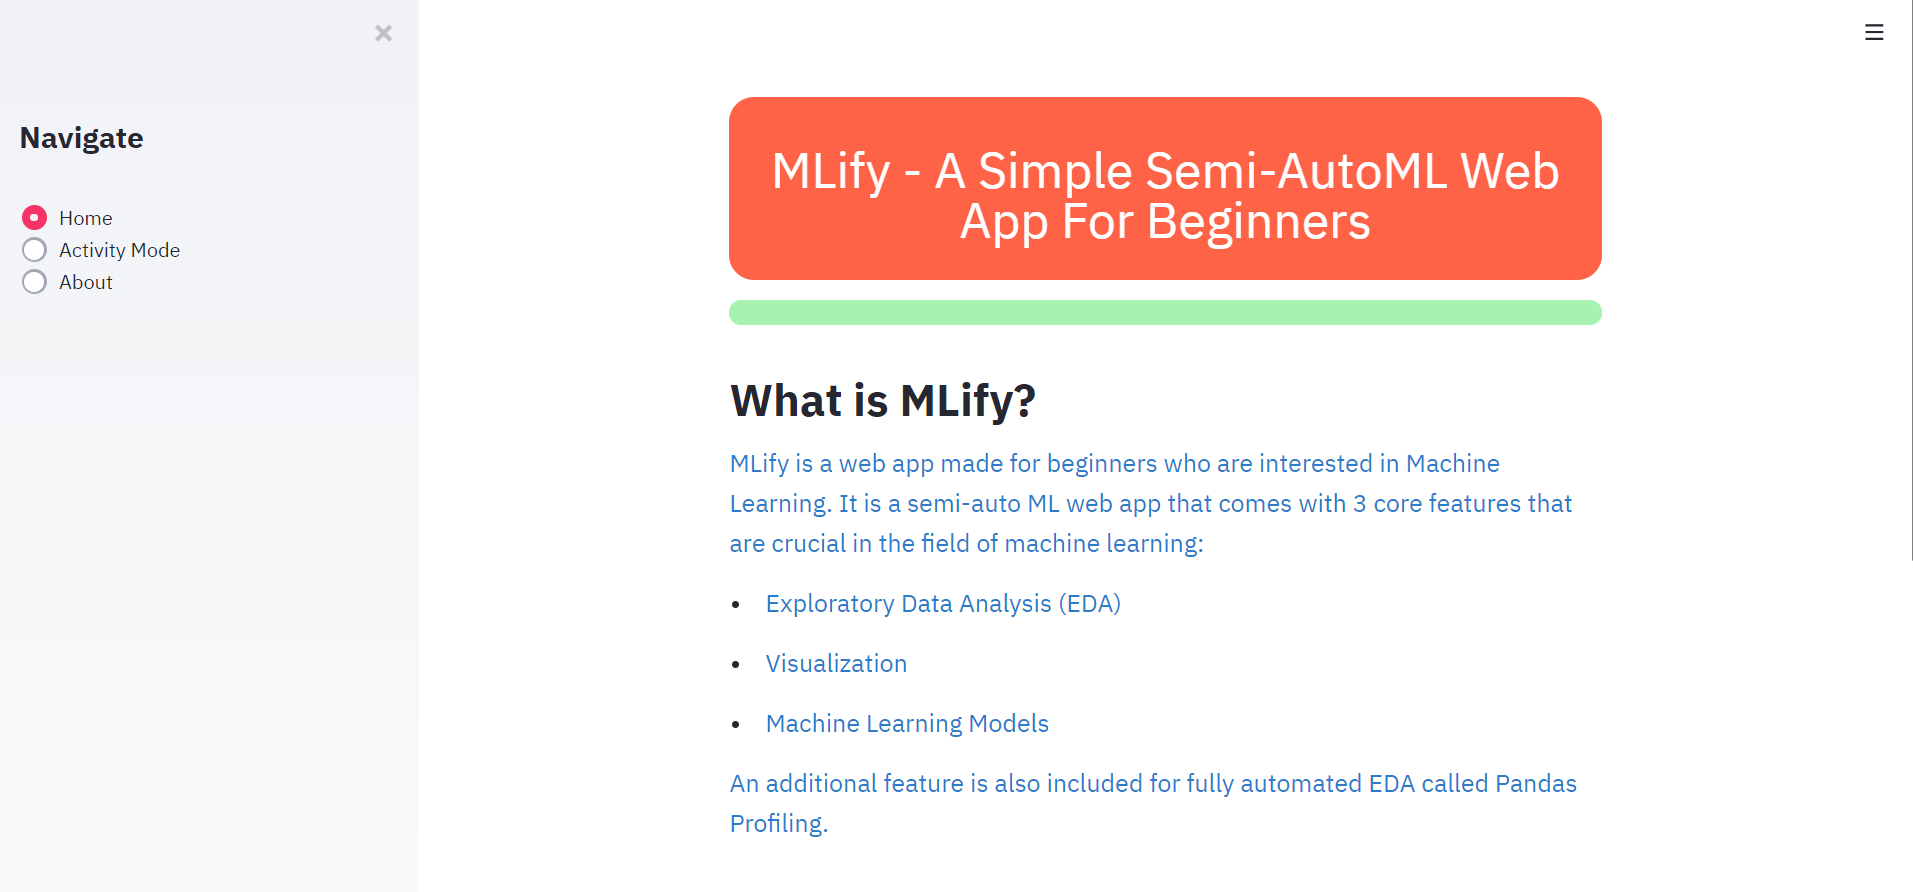 Navigate
Home
Activity Mode
About
MLify - A Simple Semi-AutoML Web
App For Beginners
What is MLify?
MLify is a web app made for beginners who are interested in Machine
Learning. It is a semi-auto ML web app that comes with 3 core features that
are crucial in the field of machine learning:
• Exploratory Data Analysis (EDA)
• Visualization
• Machine Learning Models
An additional feature is also included for fully automated EDA called Pandas
Profiling.